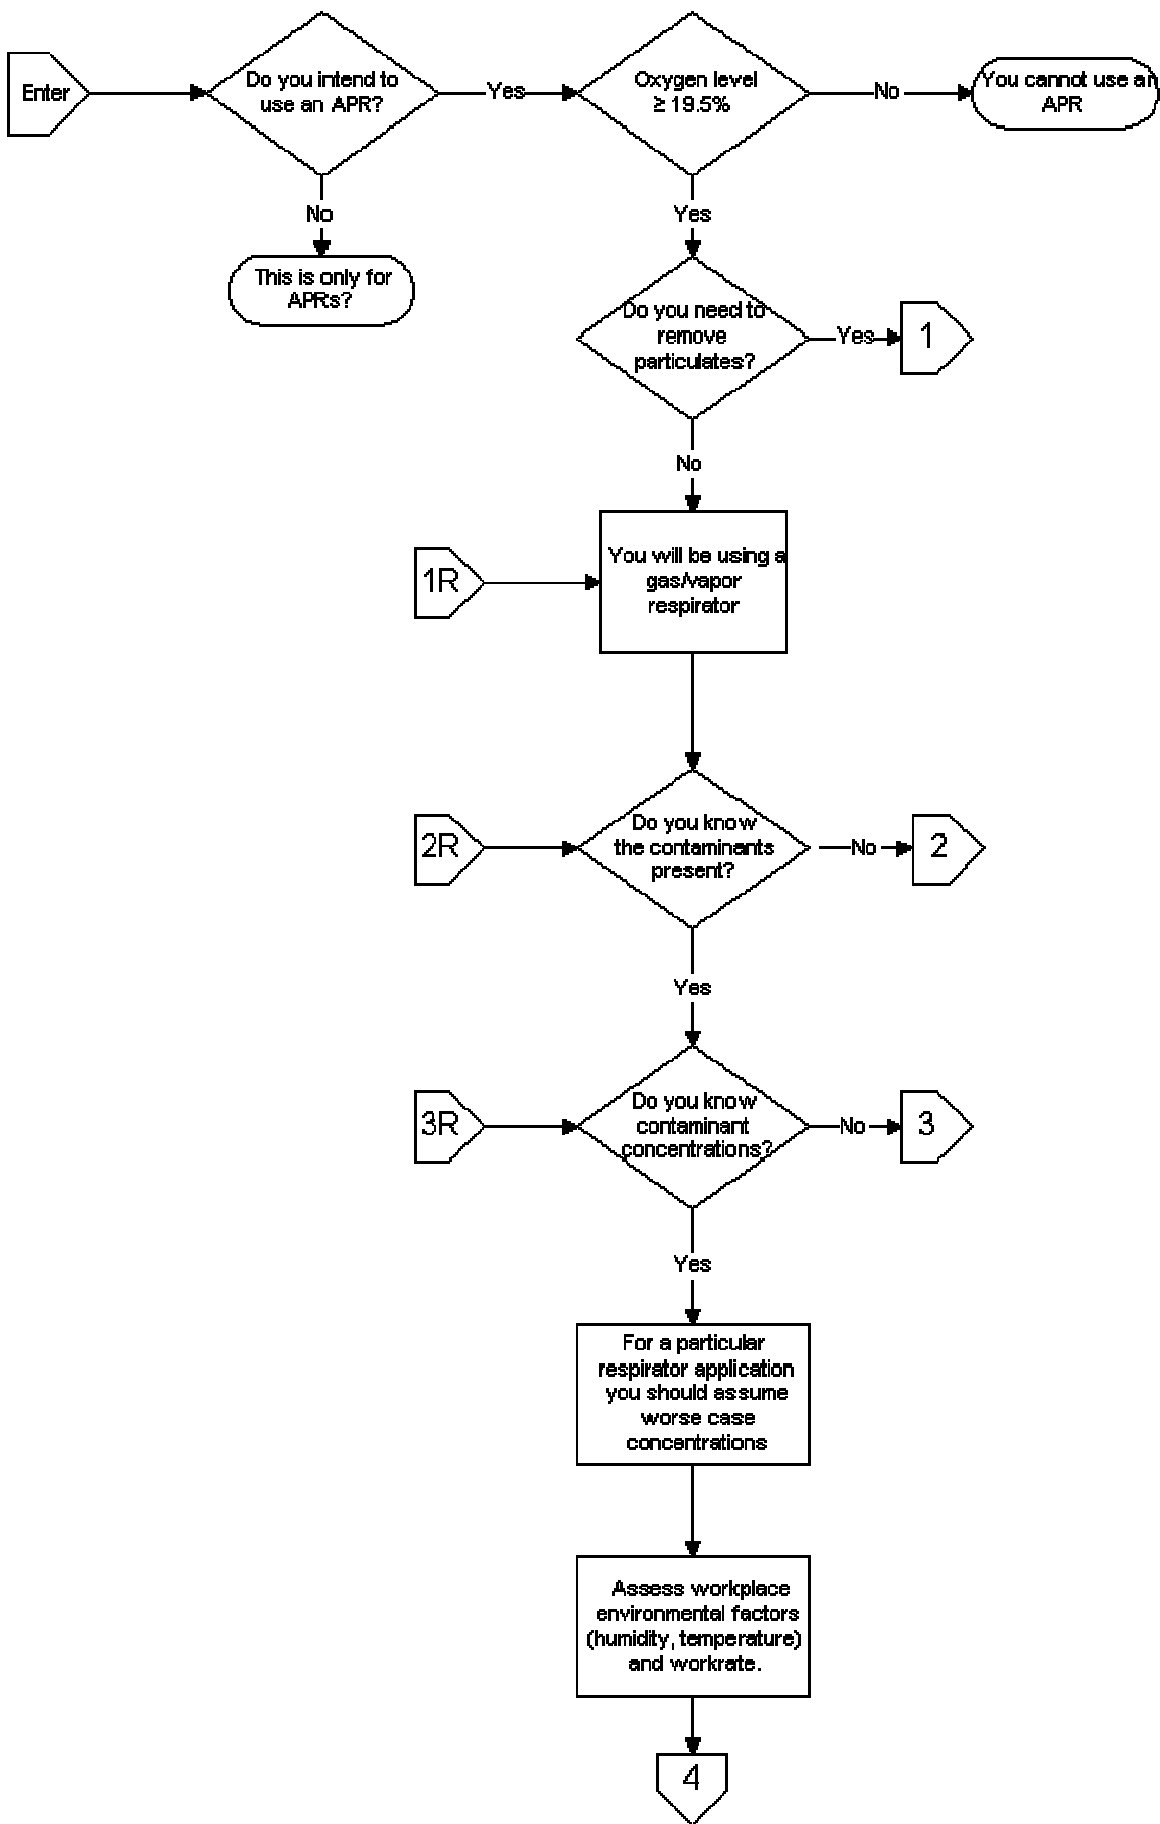 Enter
Do you intend to
use an APR?
Yes
Oxygen level
≥ 19.5%
No
You cannot use an
APR
No
This is only for
APRs?
Yes
Do you need to
remove
particulates?
Yes
1
No
1R
You will be using a
gas/vapor
respirator
2R
Do you know
the contaminants
present?
No
2
Yes
3R
Do you know
contaminant
concentrations?
No
3
Yes
For a particular
respirator application
you should assume
worse case
concentrations
Assess workplace
environmental factors
(humidity, temperature)
and workrate.
4